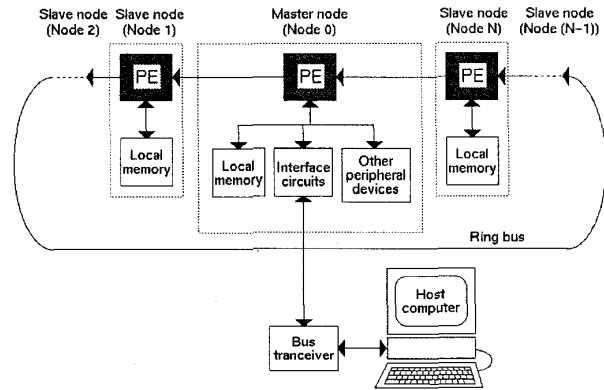 Slave node
(Node 2)
Slave node
(Node 1)
Master node
(Node 0)
Slave node
(Node N)
Slave node
(Node (N-1))
PE
PE
PE
Local
memory
Local
memory
Interface
circuits
Other
peripheral
devices
Local
memory
Ring bus
Host
computer
Bus
tranceiver